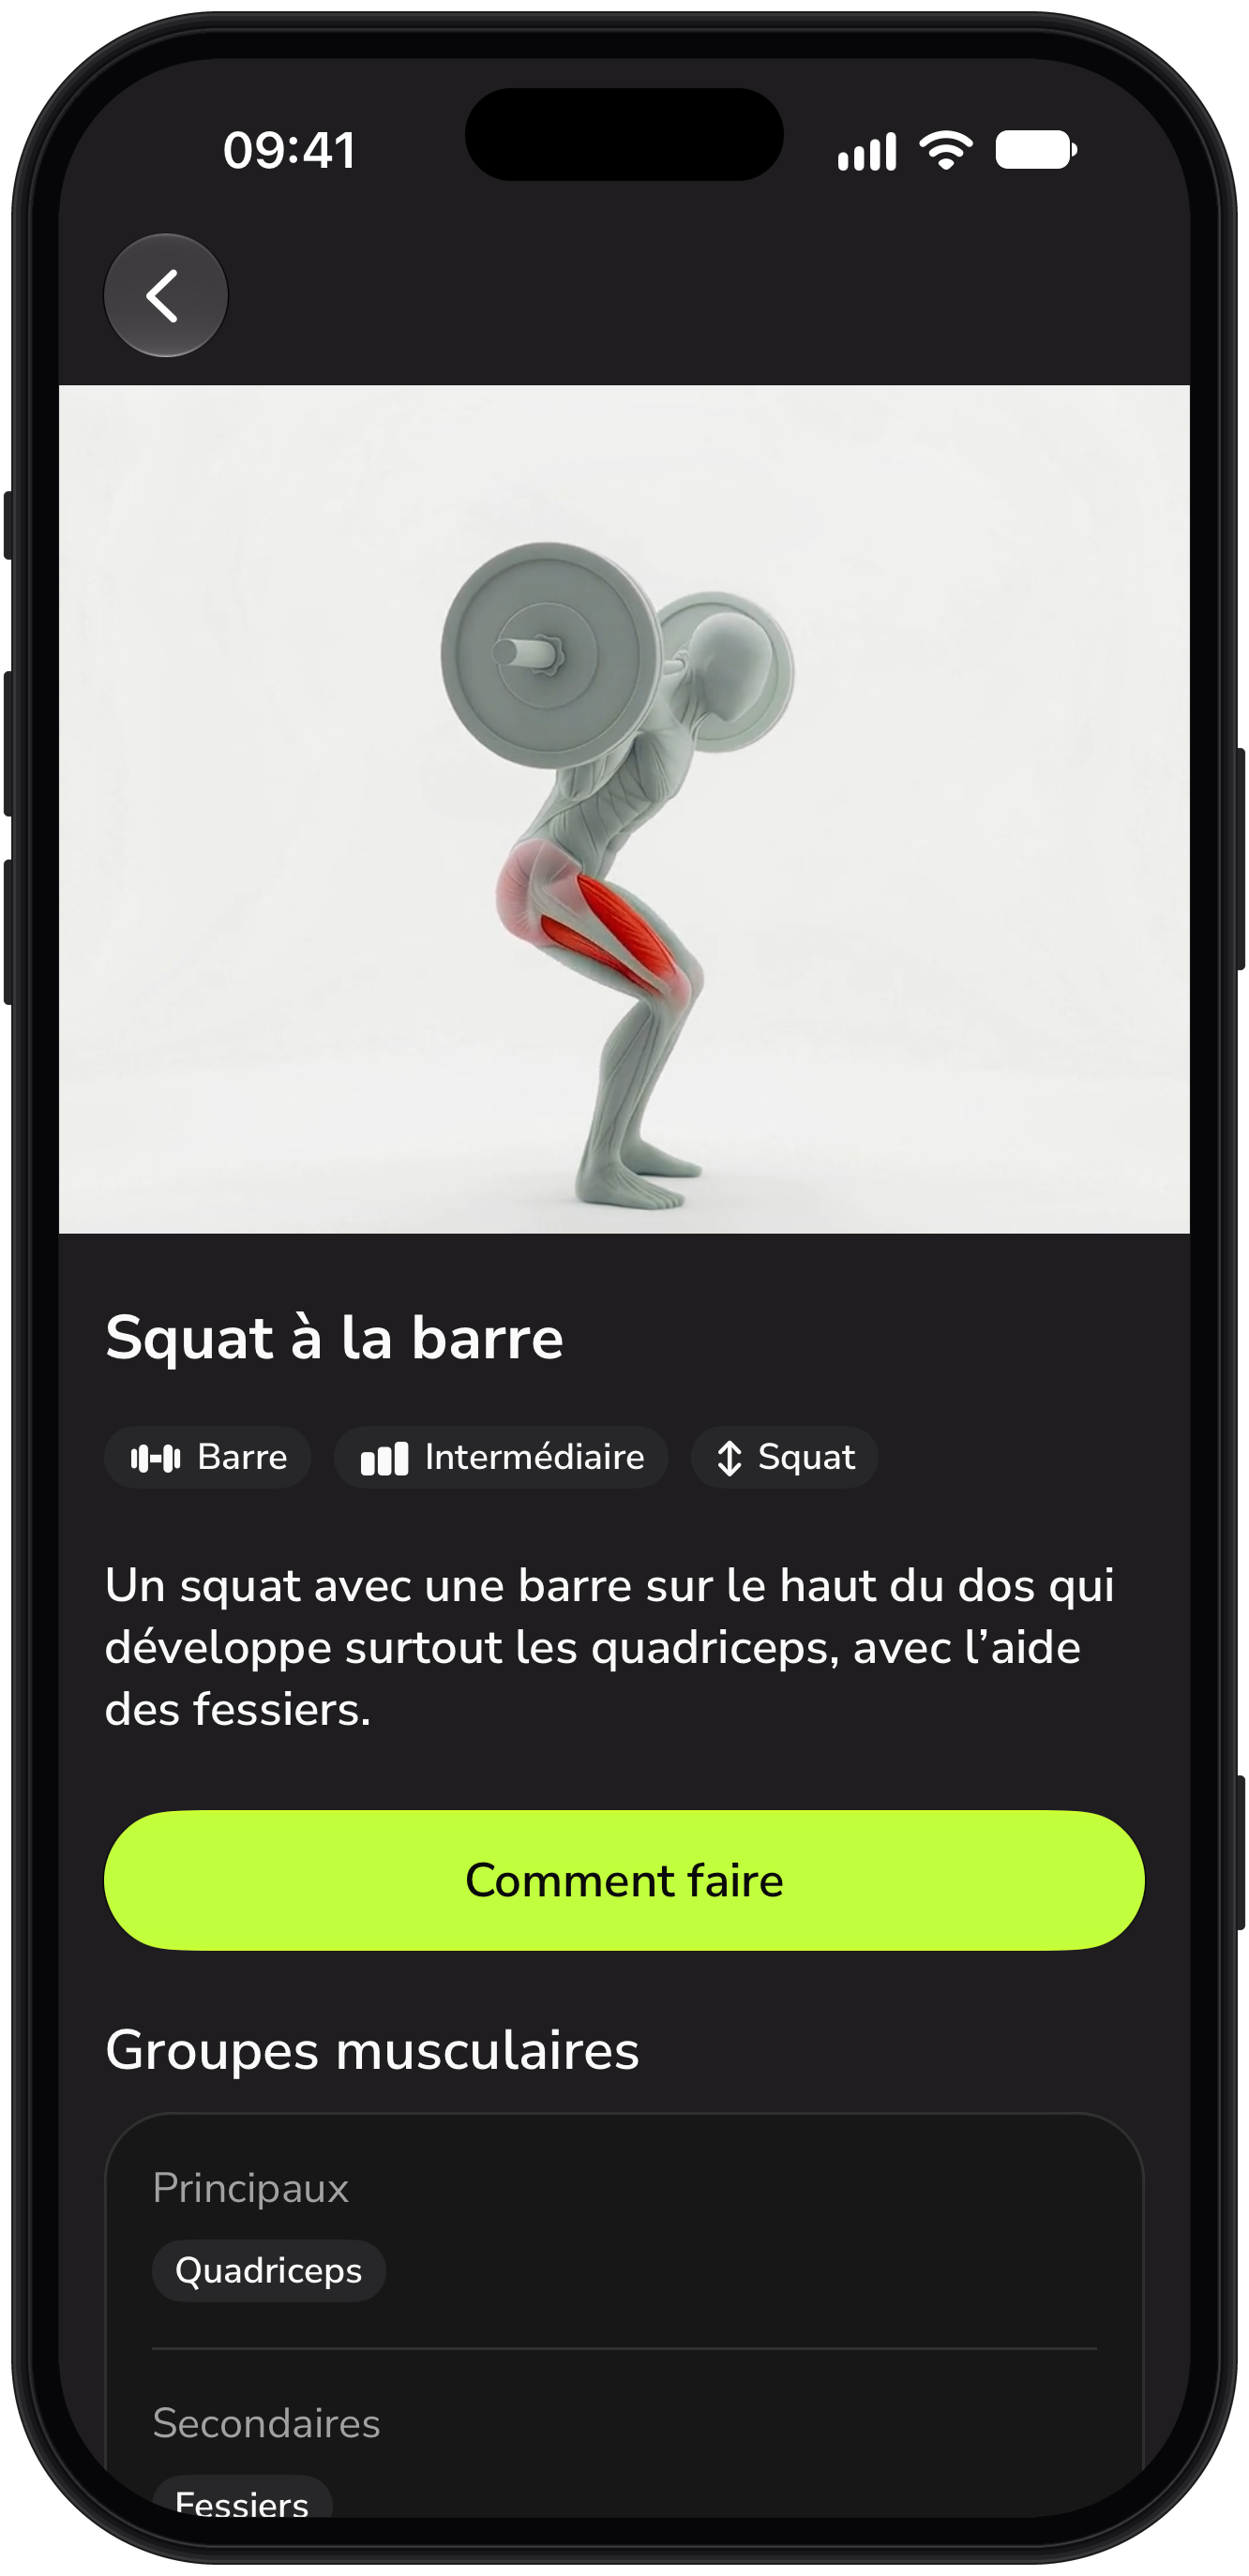 09:41
Squat à la barre
Barre
Intermédiaire
Squat
Un squat avec une barre sur le haut du dos qui
développe surtout les quadriceps, avec l’aide
des fessiers.
Comment faire
Groupes musculaires
Principaux
Quadriceps
Secondaires
Fessiers